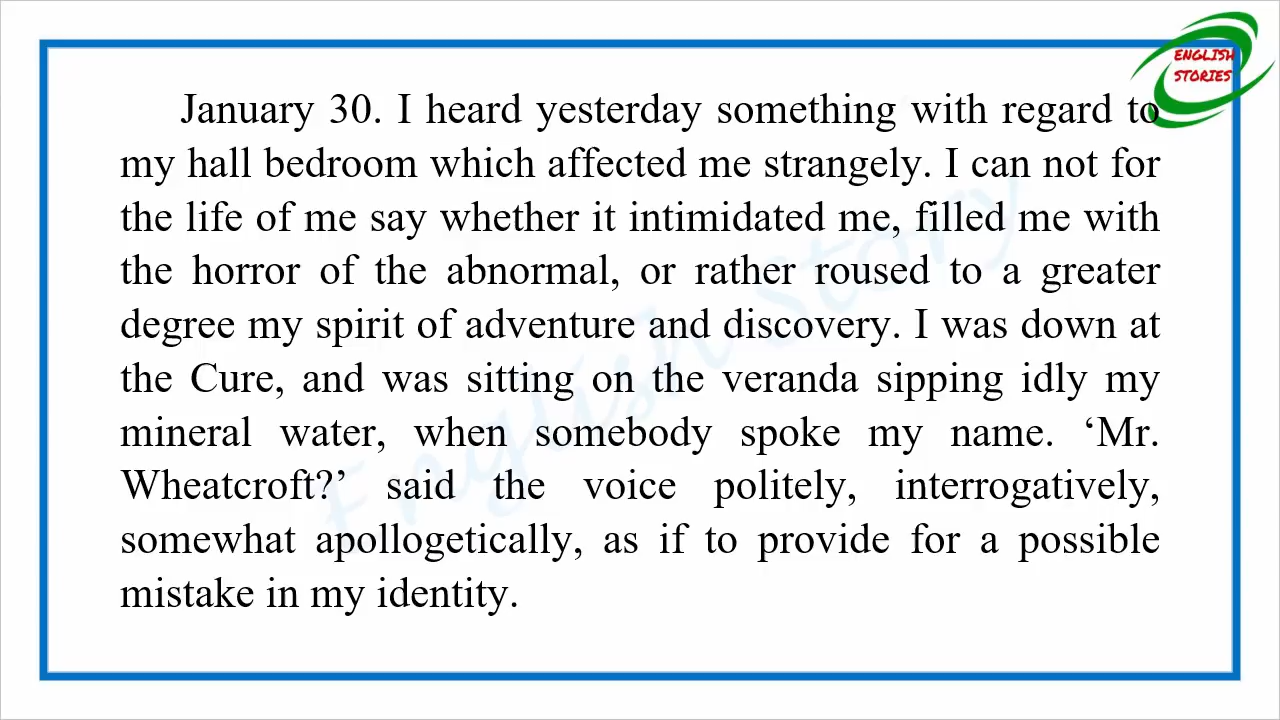 ENGLISH
STORIES
January 30. I heard yesterday something with regard to
my hall bedroom which affected me strangely. I can not for
the life of me say whether it intimidated me, filled me with
the horror of the abnormal, or rather roused to a greater
degree my spirit of adventure and discovery. I was down at
the Cure, and was sitting on the veranda sipping idly my
mineral water, when somebody spoke my name. ‘Mr.
Wheatcroft?’ said the voice politely, interrogatively,
somewhat apollogetically, as if to provide for a possible
mistake in my identity.
English Story